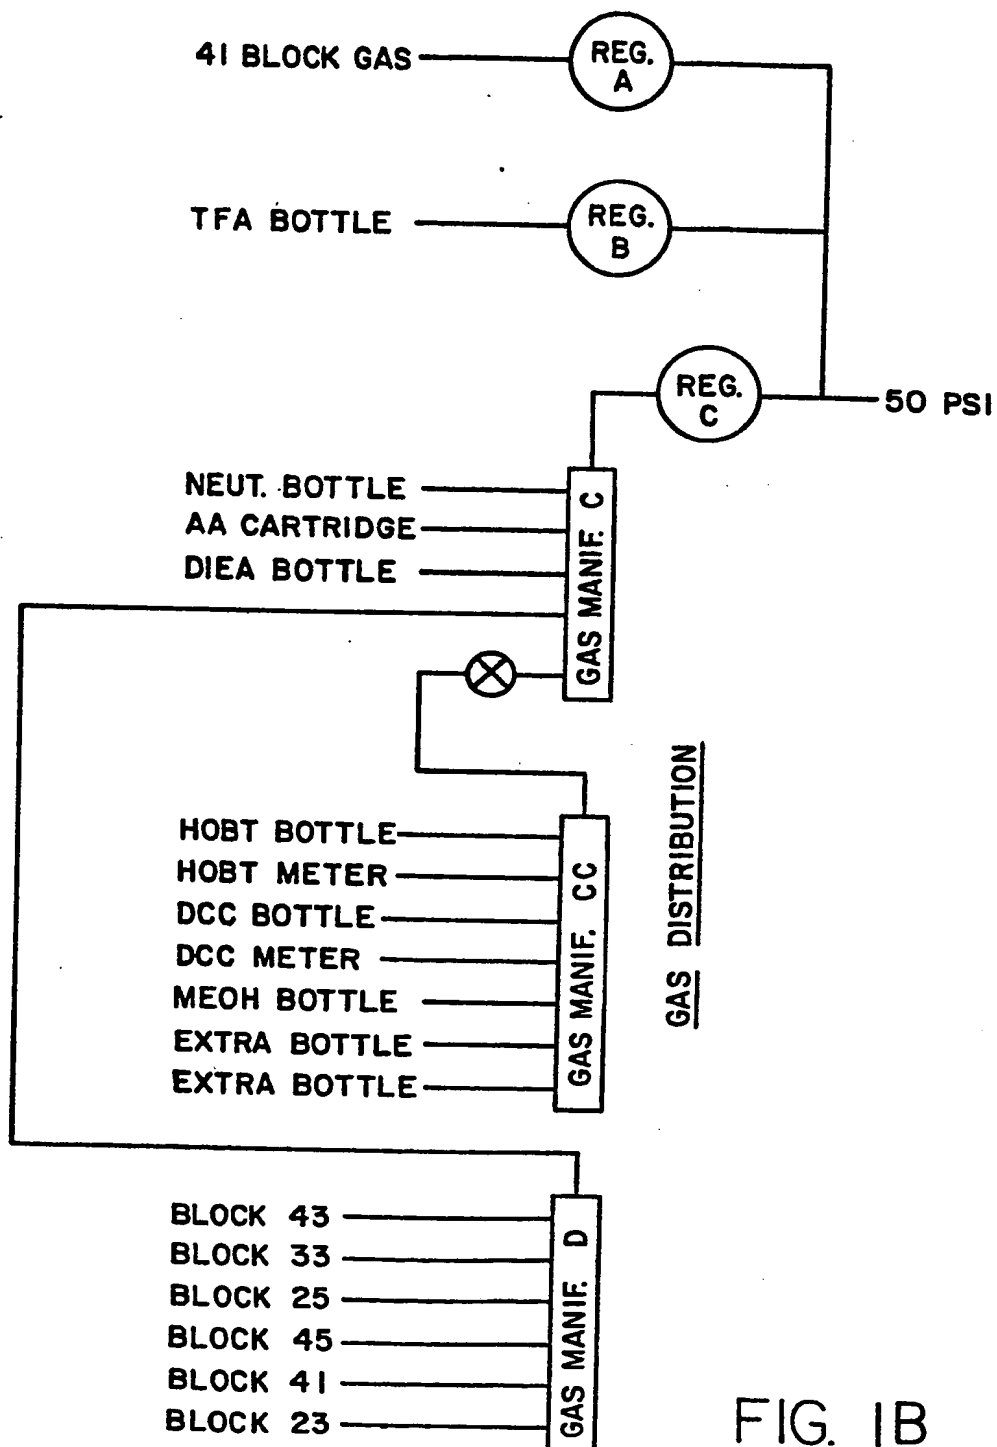 41 BLOCK GAS
REG.
A
TFA BOTTLE
REG.
B
REG.
C
50 PSI
NEUT. BOTTLE
AA CARTRIDGE
DIEA BOTTLE
GAS MANIF. C
HOBT BOTTLE
HOBT METER
DCC BOTTLE
DCC METER
MEOH BOTTLE
EXTRA BOTTLE
EXTRA BOTTLE
GAS MANIF. CC
GAS DISTRIBUTION
BLOCK 43
BLOCK 33
BLOCK 25
BLOCK 45
BLOCK 41
BLOCK 23
GAS MANIF. D
FIG. 1B